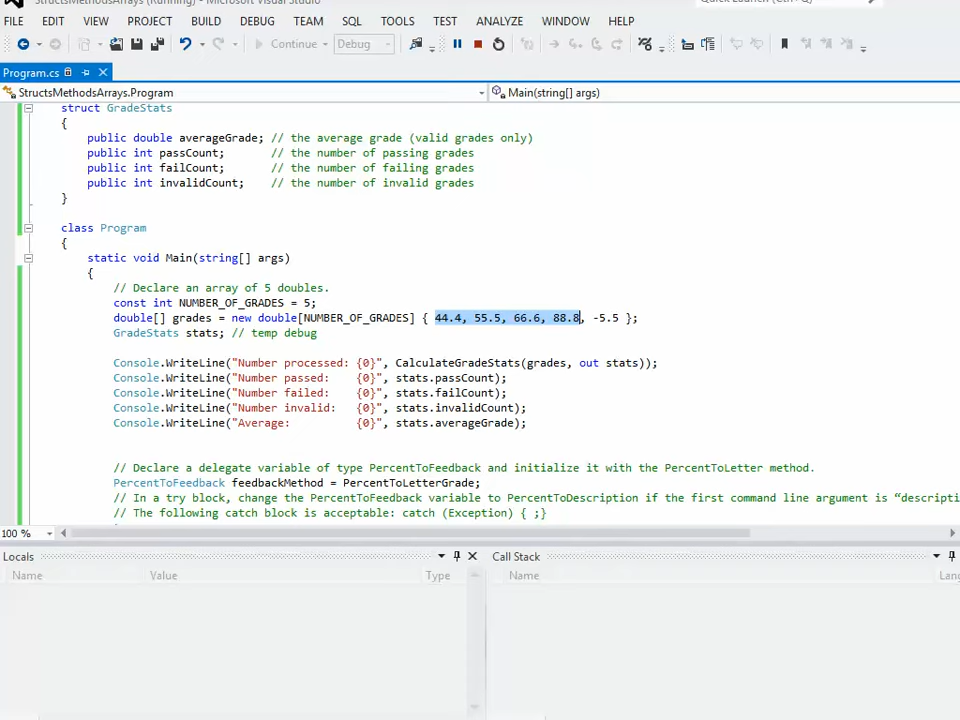 StructsMethodsArrays (Running) - Microsoft Visual Studio
Quick Launch (Ctrl+Q)
FILE EDIT VIEW PROJECT BUILD DEBUG TEAM SQL TOOLS TEST ANALYZE WINDOW HELP
Continue Debug
Program.cs
StructsMethodsArrays.Program Main(string[] args)
struct GradeStats
{
public double averageGrade; // the average grade (valid grades only)
public int passCount; // the number of passing grades
public int failCount; // the number of failing grades
public int invalidCount; // the number of invalid grades
}
class Program
{
static void Main(string[] args)
{
// Declare an array of 5 doubles.
const int NUMBER_OF_GRADES = 5;
double[] grades = new double[NUMBER_OF_GRADES] { 44.4, 55.5, 66.6, 88.8, -5.5 };
GradeStats stats; // temp debug
Console.WriteLine("Number processed: {0}", CalculateGradeStats(grades, out stats));
Console.WriteLine("Number passed: {0}", stats.passCount);
Console.WriteLine("Number failed: {0}", stats.failCount);
Console.WriteLine("Number invalid: {0}", stats.invalidCount);
Console.WriteLine("Average: {0}", stats.averageGrade);
// Declare a delegate variable of type PercentToFeedback and initialize it with the PercentToLetter method.
PercentToFeedback feedbackMethod = PercentToLetterGrade;
// In a try block, change the PercentToFeedback variable to PercentToDescription if the first command line argument is “descripti
// The following catch block is acceptable: catch (Exception) { ;}
100 %
Locals Call Stack
Name Value Type Name Lang